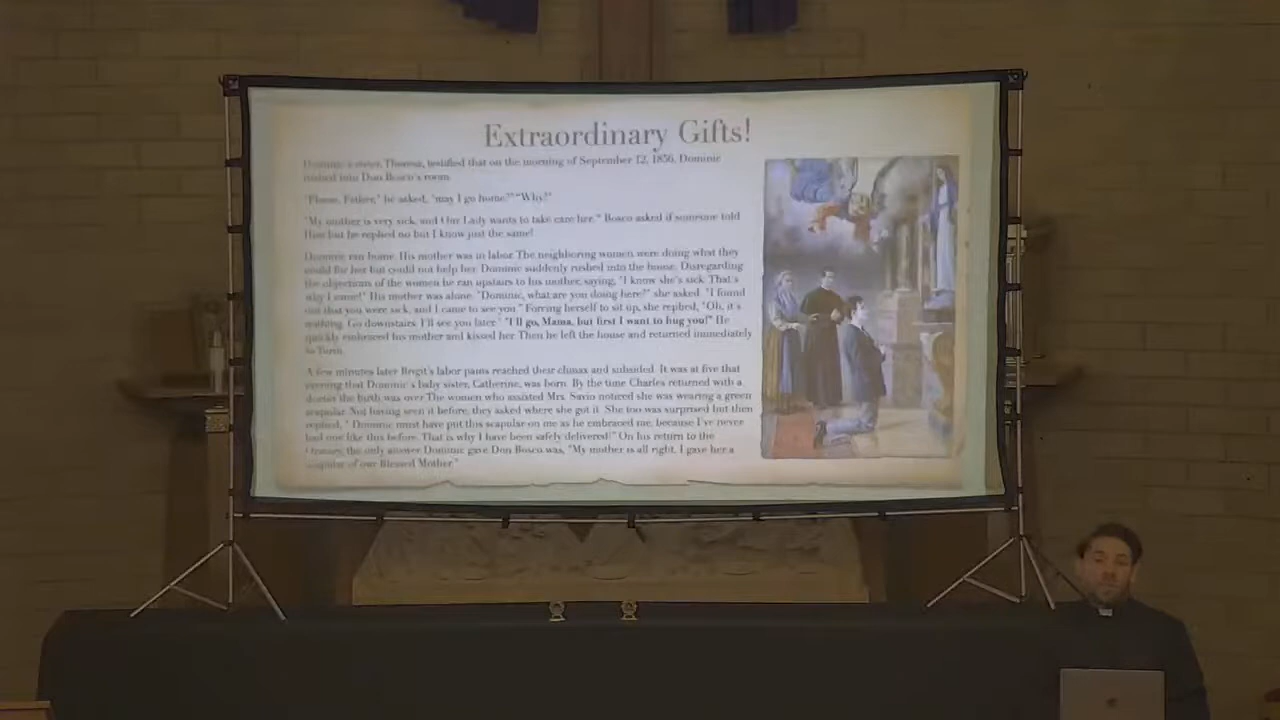 Extraordinary Gifts!
Dominic's sister, Theresa, testified that on the morning of September 12, 1856, Dominic
rushed into Don Bosco's room.
"Please, Father," he asked, "may I go home?" "Why?"
"My mother is very sick, and Our Lady wants to take care her." Bosco asked if someone told
Him but he replied no but I know just the same!
Dominic ran home. His mother was in labor. The neighboring women were doing what they
could for her but could not help her. Dominic suddenly rushed into the house. Disregarding
the objections of the women he ran upstairs to his mother, saying, "I know she's sick. That's
why I came!" His mother was alone. "Dominic, what are you doing here?" she asked. "I found
out that you were sick, and I came to see you." Forcing herself to sit up, she replied, "Oh, it's
nothing. Go downstairs. I'll see you later." "I'll go, Mama, but first I want to hug you!" He
quickly embraced his mother and kissed her. Then he left the house and returned immediately
to Turin.
A few minutes later Brigit's labor pains reached their climax and subsided. It was at five that
evening that Dominic's baby sister, Catherine, was born. By the time Charles returned with a
doctor the birth was over. The women who assisted Mrs. Savio noticed she was wearing a green
scapular. Not having seen it before, they asked where she got it. She too was surprised but then
replied, " Dominic must have put this scapular on me as he embraced me, because I've never
had one like this before. That is why I have been safely delivered!" On his return to the
Oratory, the only answer Dominic gave Don Bosco was, "My mother is all right. I gave her a
scapular of our Blessed Mother"